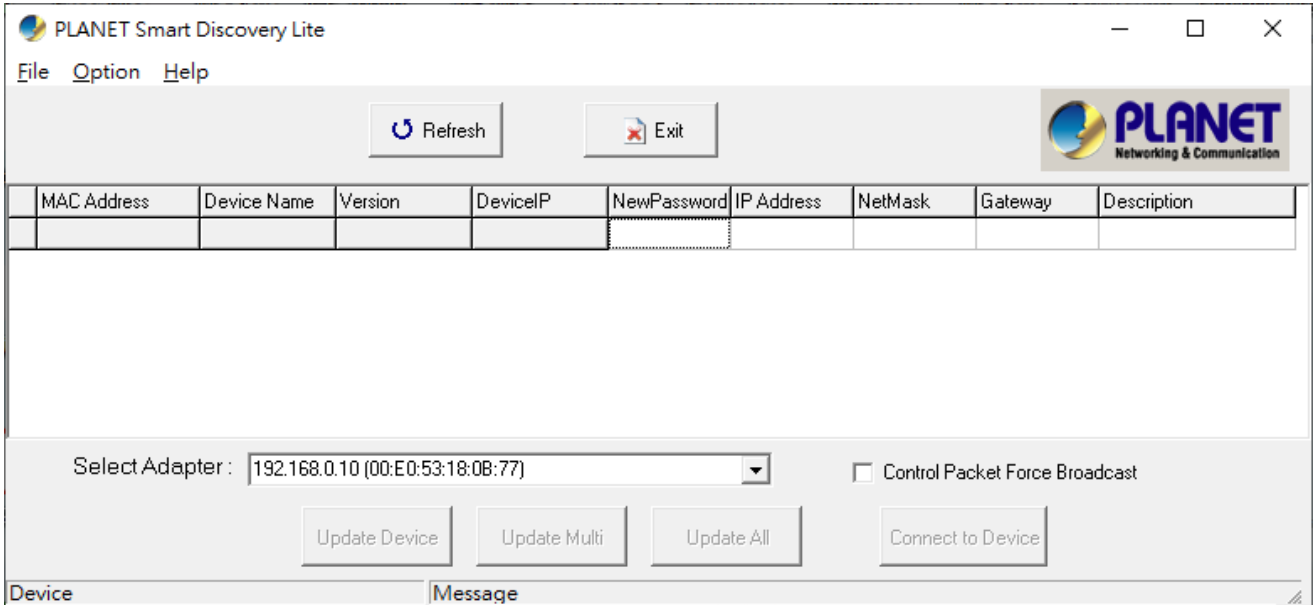 PLANET Smart Discovery Lite
File Option Help
Refresh Exit
PLANET
Networking & Communication
MAC Address Device Name Version DeviceIP NewPassword IP Address NetMask Gateway Description
Select Adapter : 192.168.0.10 (00:E0:53:18:0B:77) Control Packet Force Broadcast
Update Device Update Multi Update All Connect to Device
Device Message